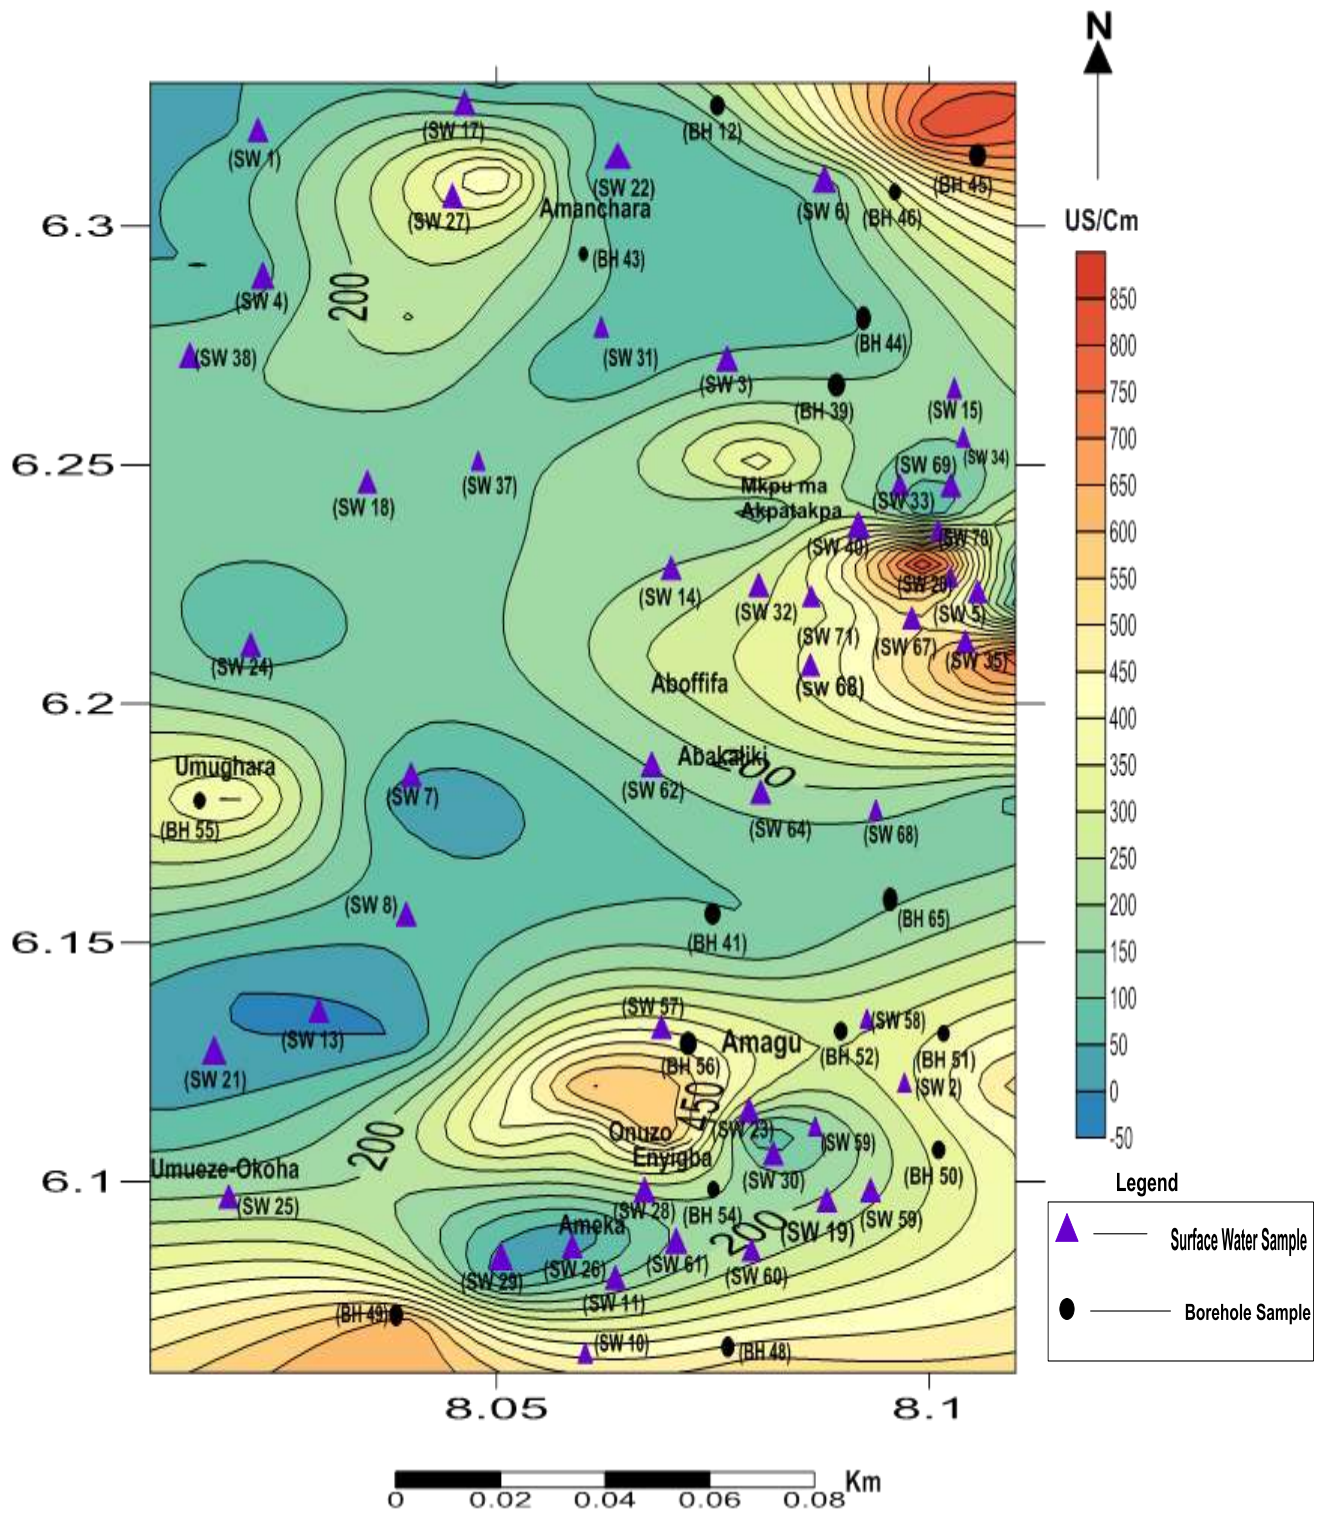 N
US/Cm
(SW 17)
(BH 12)
(SW 1)
(SW 22)
(BH 45)
(SW 27)
Amanchara
(SW 6)
(BH 46)
6.3
(BH 43)
850
(SW 4)
200
800
(SW 38)
(SW 31)
(BH 44)
(SW 3)
750
(BH 39)
(SW 15)
700
6.25
(SW 69)
(SW 34)
(SW 37)
Mkpu ma
Akpatakpa
(SW 33)
650
(SW 18)
(SW 40)
(SW 70)
600
(SW 20)
550
(SW 14)
(SW 32)
(SW 5)
(SW 71)
500
(SW 67)
(SW 35)
(SW 24)
Aboffifa
(sw 68)
450
6.2
400
Umughara
Abakaliki
200
350
(SW 7)
(SW 62)
(BH 55)
(SW 64)
(SW 68)
300
250
(SW 8)
200
(BH 65)
6.15
(BH 41)
150
100
(SW 57)
(SW 58)
(SW 13)
Amagu
(BH 52)
(BH 51)
50
(BH 56)
(SW 21)
(SW 2)
0
450
Onuzo
(SW 23)
(SW 59)
-50
200
Enyigba
Umueze-Okoha
(SW 30)
(BH 50)
6.1
Legend
(SW 25)
(SW 28)
(BH 54)
(SW 19)
(SW 59)
Ameka
200
Surface Water Sample
(SW 29)
(SW 26)
(SW 61)
(SW 60)
(SW 11)
(BH 49)
Borehole Sample
(SW 10)
(BH 48)
8.05
8.1
Km
0
0.02
0.04
0.06
0.08